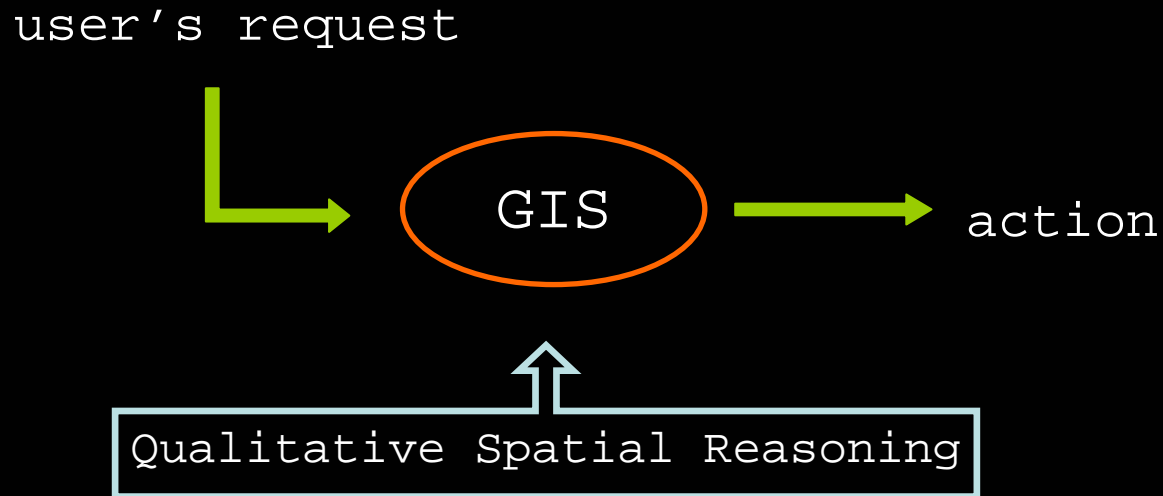 user’s request
GIS
action
Qualitative Spatial Reasoning